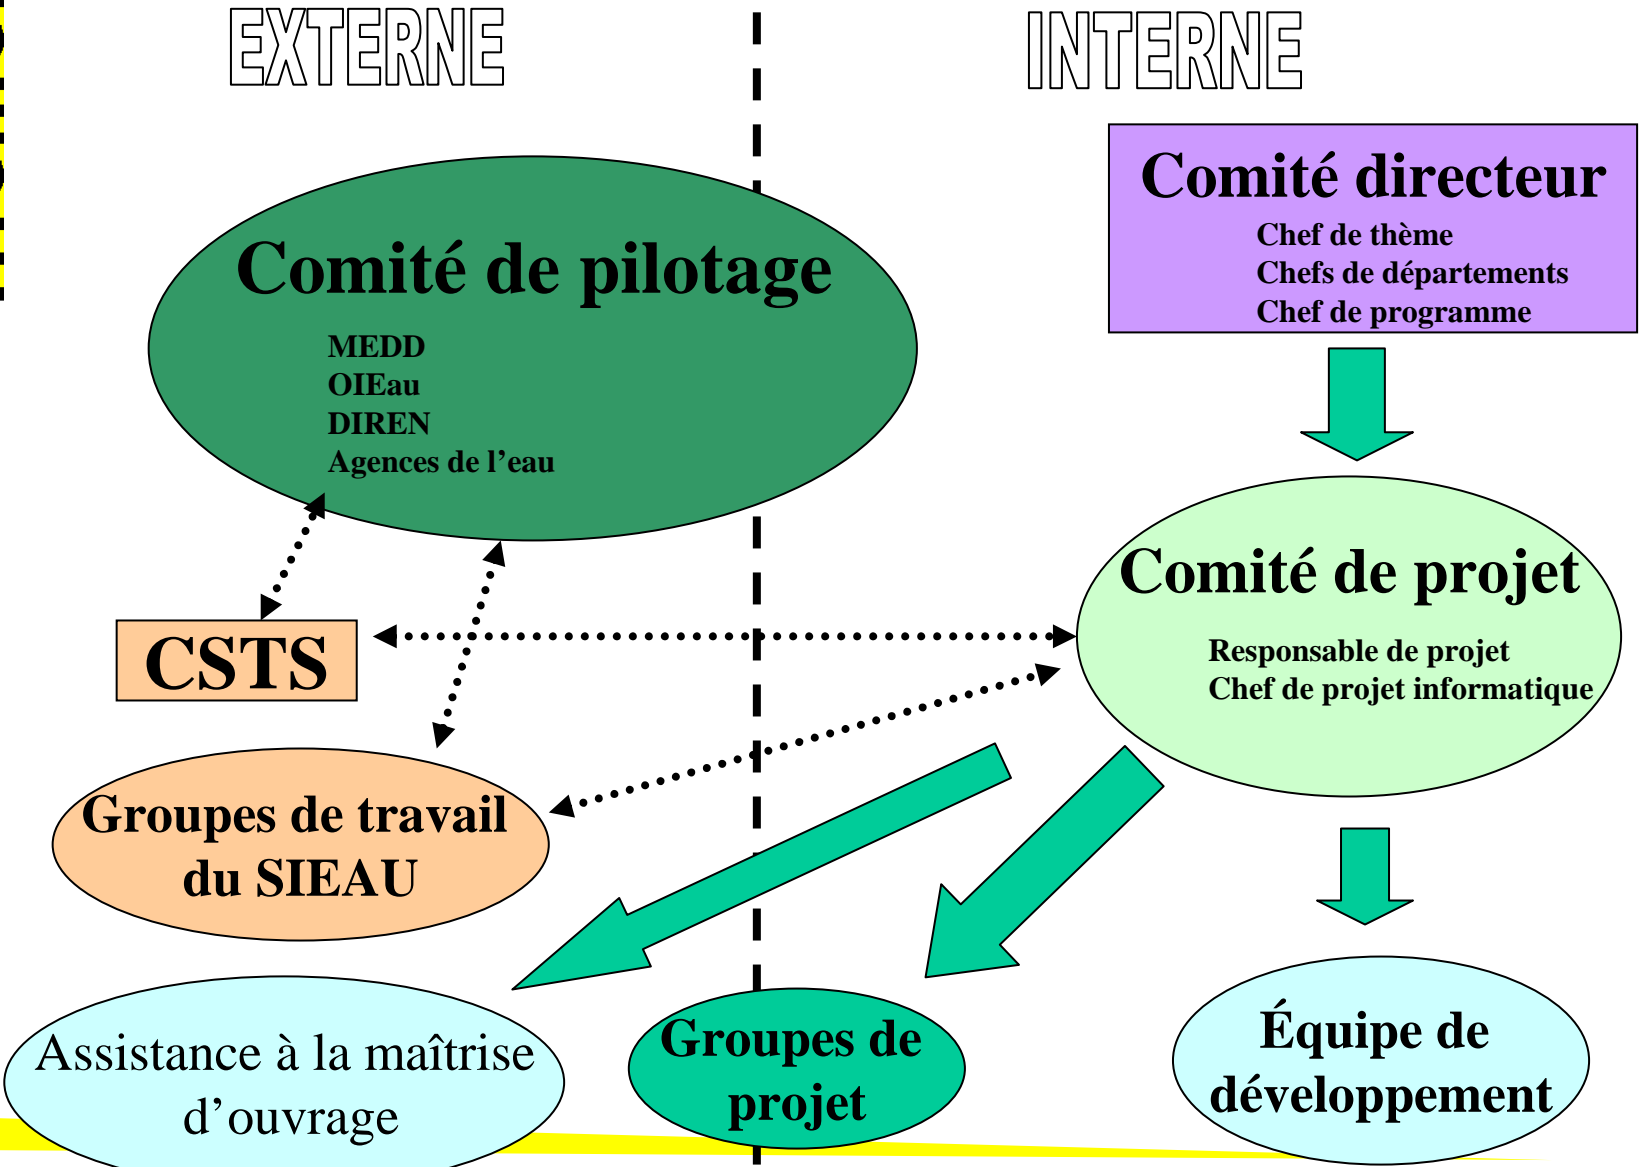 EXTERNE
INTERNE
Comité directeur
Chef de thème
Chefs de départements
Chef de programme
Comité de pilotage
MEDD
OIEau
DIREN
Agences de l’eau
Comité de projet
Responsable de projet
Chef de projet informatique
CSTS
Groupes de travail
du SIEAU
Assistance à la maîtrise
d’ouvrage
Groupes de
projet
Équipe de
développement